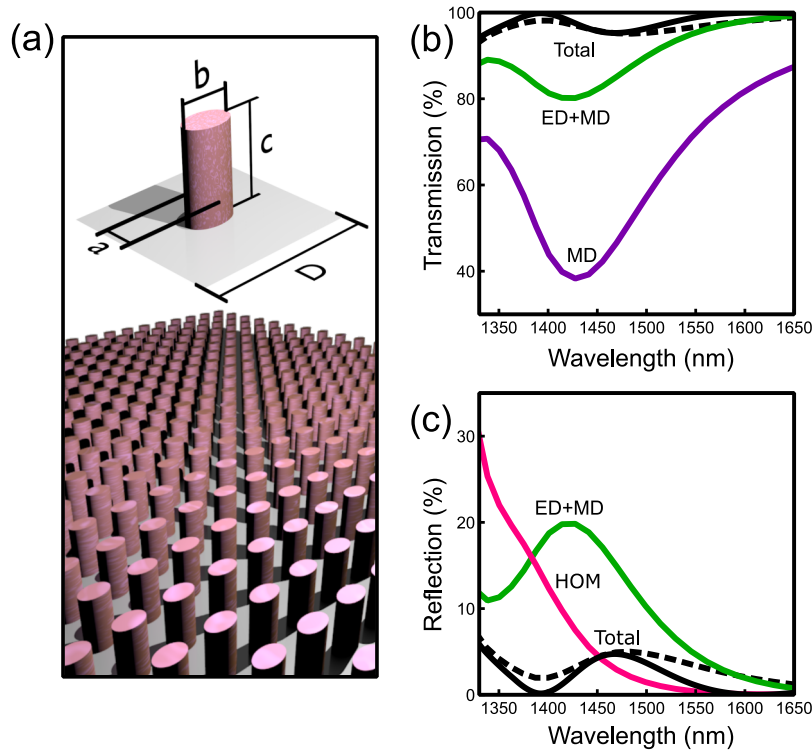 (a)
b
c
a
D
(b)
100
80
60
40
Transmission (%)
Total
ED+MD
MD
1350 1400 1450 1500 1550 1600 1650
Wavelength (nm)
(c)
30
20
10
0
Reflection (%)
ED+MD
HOM
Total
1350 1400 1450 1500 1550 1600 1650
Wavelength (nm)